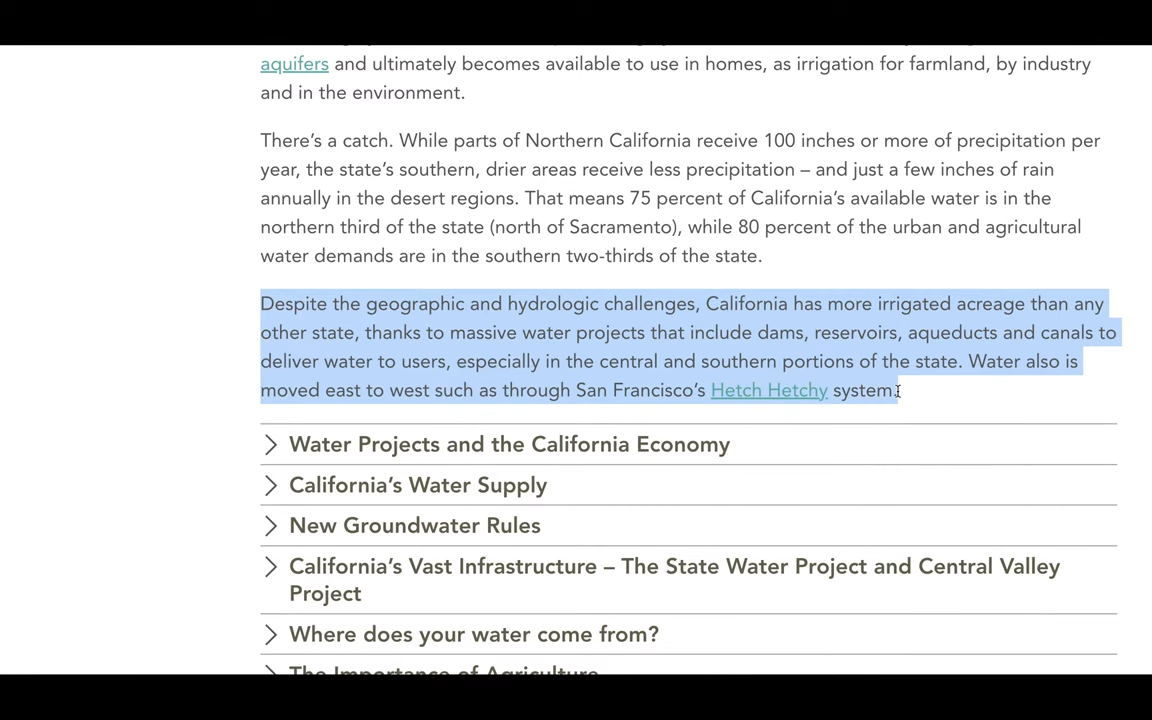 aquifers and ultimately becomes available to use in homes, as irrigation for farmland, by industry
and in the environment.
There’s a catch. While parts of Northern California receive 100 inches or more of precipitation per
year, the state’s southern, drier areas receive less precipitation – and just a few inches of rain
annually in the desert regions. That means 75 percent of California’s available water is in the
northern third of the state (north of Sacramento), while 80 percent of the urban and agricultural
water demands are in the southern two-thirds of the state.
Despite the geographic and hydrologic challenges, California has more irrigated acreage than any
other state, thanks to massive water projects that include dams, reservoirs, aqueducts and canals to
deliver water to users, especially in the central and southern portions of the state. Water also is
moved east to west such as through San Francisco’s Hetch Hetchy system.
Water Projects and the California Economy
California’s Water Supply
New Groundwater Rules
California’s Vast Infrastructure – The State Water Project and Central Valley
Project
Where does your water come from?
The Importance of Agriculture